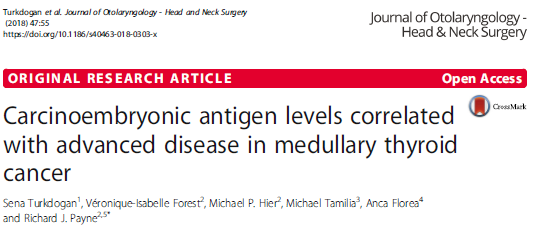 Turkdogan et al. Journal of Otolaryngology - Head and Neck Surgery
(2018) 47:55
https://doi.org/10.1186/s40463-018-0303-x
Journal of Otolaryngology -
Head & Neck Surgery
ORIGINAL RESEARCH ARTICLE
Open Access
Carcinoembryonic antigen levels correlated
with advanced disease in medullary thyroid
cancer
CrossMark
Sena Turkdogan1, Véronique-Isabelle Forest2, Michael P. Hier2, Michael Tamilia3, Anca Florea4
and Richard J. Payne2,5*